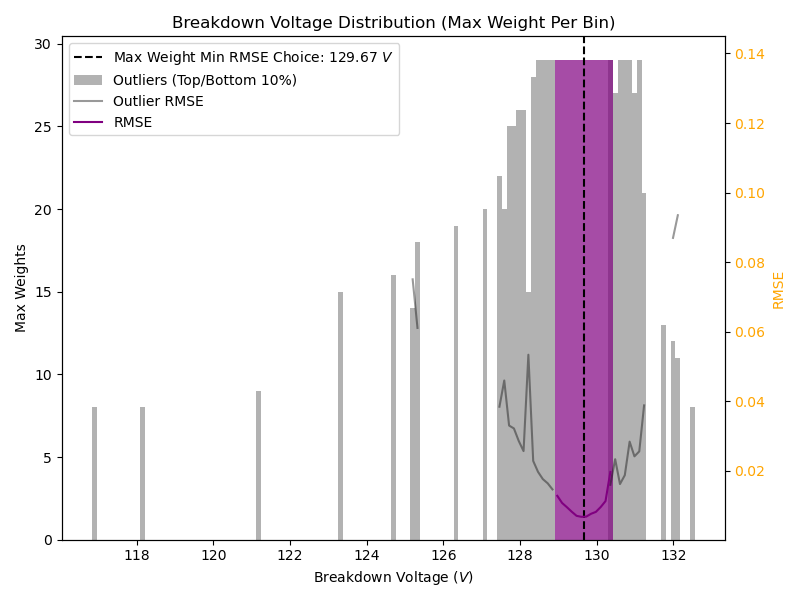 Breakdown Voltage Distribution (Max Weight Per Bin)
Max Weight Min RMSE Choice: 129.67 V
Outliers (Top/Bottom 10%)
Outlier RMSE
RMSE
30
25
20
15
10
5
0
Max Weights
0.14
0.12
0.10
0.08
0.06
0.04
0.02
RMSE
118 120 122 124 126 128 130 132
Breakdown Voltage (V)